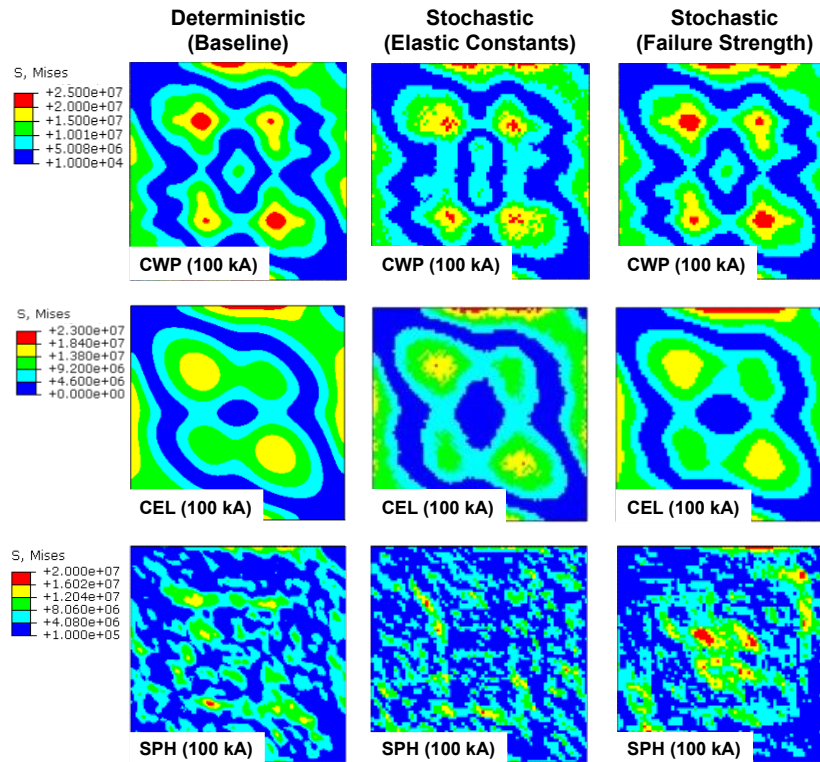 Deterministic
(Baseline)
Stochastic
(Elastic Constants)
Stochastic
(Failure Strength)
S, Mises
+2.500e+07
+2.000e+07
+1.500e+07
+1.001e+07
+5.008e+06
+1.000e+04
CWP (100 kA)
CWP (100 kA)
CWP (100 kA)
S, Mises
+2.300e+07
+1.840e+07
+1.380e+07
+9.200e+06
+4.600e+06
+0.000e+00
CEL (100 kA)
CEL (100 kA)
CEL (100 kA)
S, Mises
+2.000e+07
+1.602e+07
+1.204e+07
+8.060e+06
+4.080e+06
+1.000e+05
SPH (100 kA)
SPH (100 kA)
SPH (100 kA)